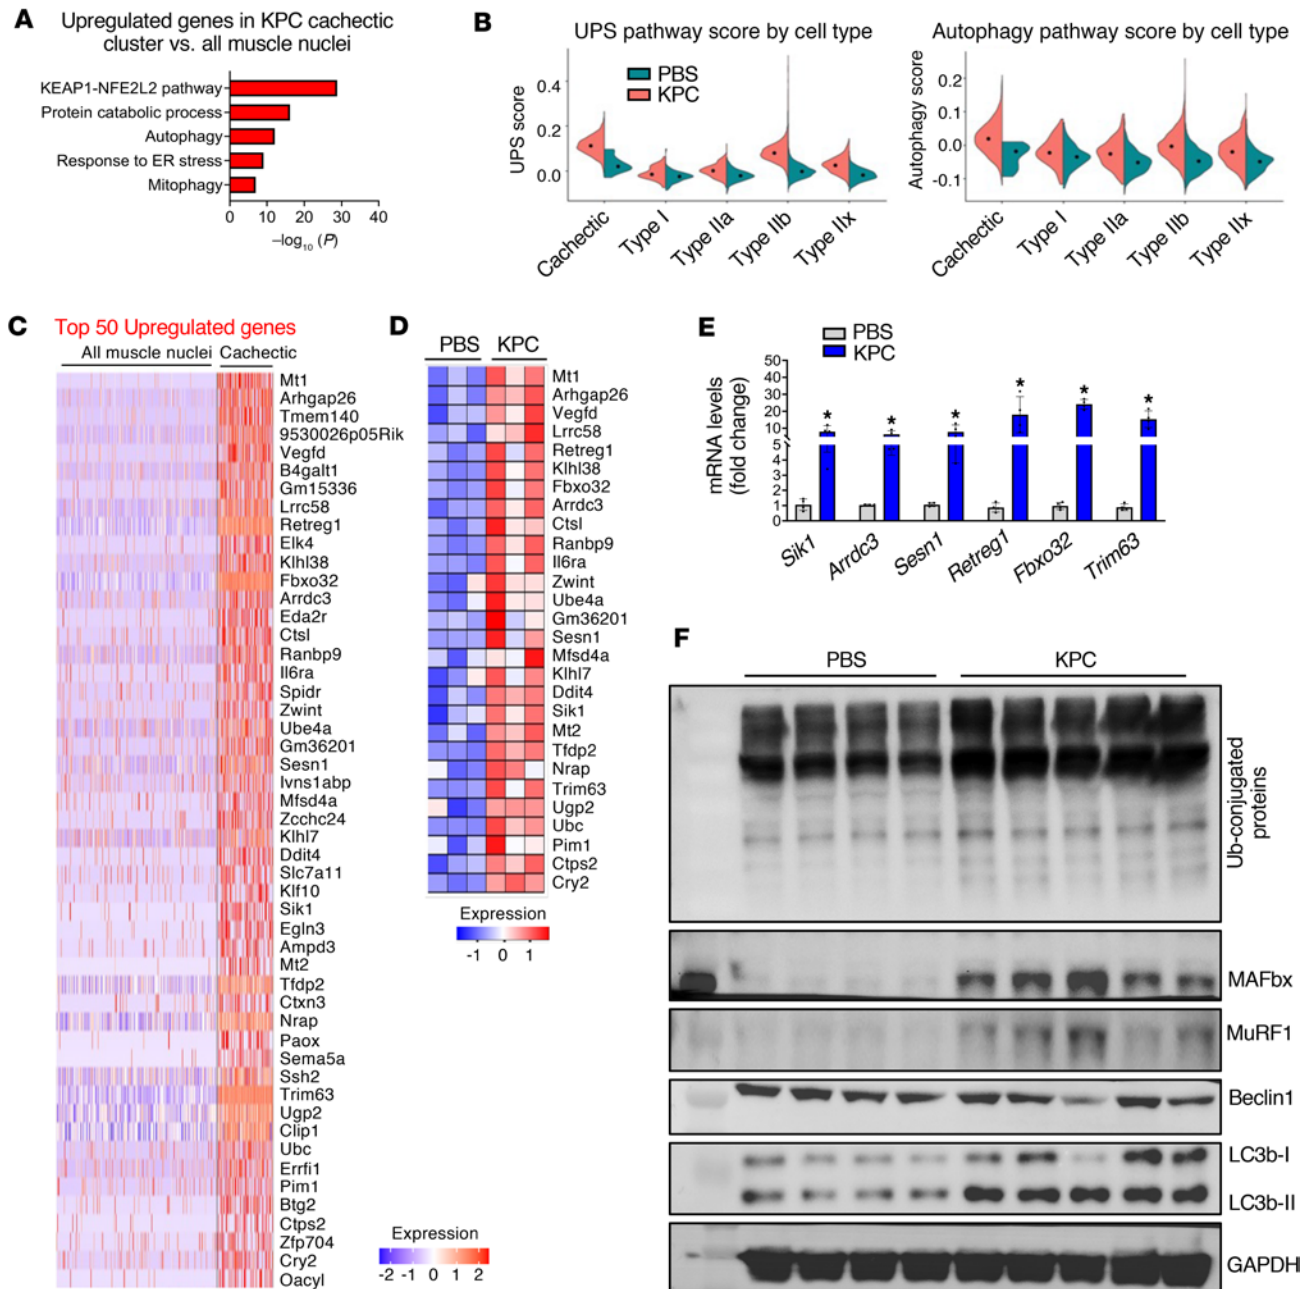 A
Upregulated genes in KPC cachectic
cluster vs. all muscle nuclei
KEAP1-NFE2L2 pathway
Protein catabolic process
Autophagy
Response to ER stress
Mitophagy
0 10 20 30 40
–log10 (P)
B
UPS pathway score by cell type
PBS
KPC
UPS score
0.4
0.2
0.0
Cachectic
Type I
Type IIa
Type IIb
Type IIx
Autophagy pathway score by cell type
Autophagy score
0.2
0.1
0.0
-0.1
Cachectic
Type I
Type IIa
Type IIb
Type IIx
C
Top 50 Upregulated genes
All muscle nuclei Cachectic
Mt1
Arhgap26
Tmem140
9530026p05Rik
Vegfd
B4galt1
Gm15336
Lrrc58
Retreg1
Elk4
Klhl38
Fbxo32
Arrdc3
Eda2r
Ctsl
Ranbp9
Il6ra
Spidr
Zwint
Ube4a
Gm36201
Sesn1
Ivns1abp
Mfsd4a
Zcchc24
Klhl7
Ddit4
Slc7a11
Klf10
Sik1
Egln3
Ampd3
Mt2
Tfdp2
Ctxn3
Nrap
Paox
Sema5a
Ssh2
Trim63
Ugp2
Clip1
Ubc
Errfi1
Pim1
Btg2
Ctps2
Zfp704
Cry2
Oacyl
Expression
-2 -1 0 1 2
D
PBS KPC
Mt1
Arhgap26
Vegfd
Lrrc58
Retreg1
Klhl38
Fbxo32
Arrdc3
Ctsl
Ranbp9
Il6ra
Zwint
Ube4a
Gm36201
Sesn1
Mfsd4a
Klhl7
Ddit4
Sik1
Mt2
Tfdp2
Nrap
Trim63
Ugp2
Ubc
Pim1
Ctps2
Cry2
Expression
-1 0 1
E
PBS
KPC
mRNA levels
(fold change)
50
40
30
20
10
5
4
3
2
1
0
* * * * * *
Sik1
Arrdc3
Sesn1
Retreg1
Fbxo32
Trim63
F
PBS KPC
Ub-conjugated
proteins
MAFbx
MuRF1
Beclin1
LC3b-I
LC3b-II
GAPDH